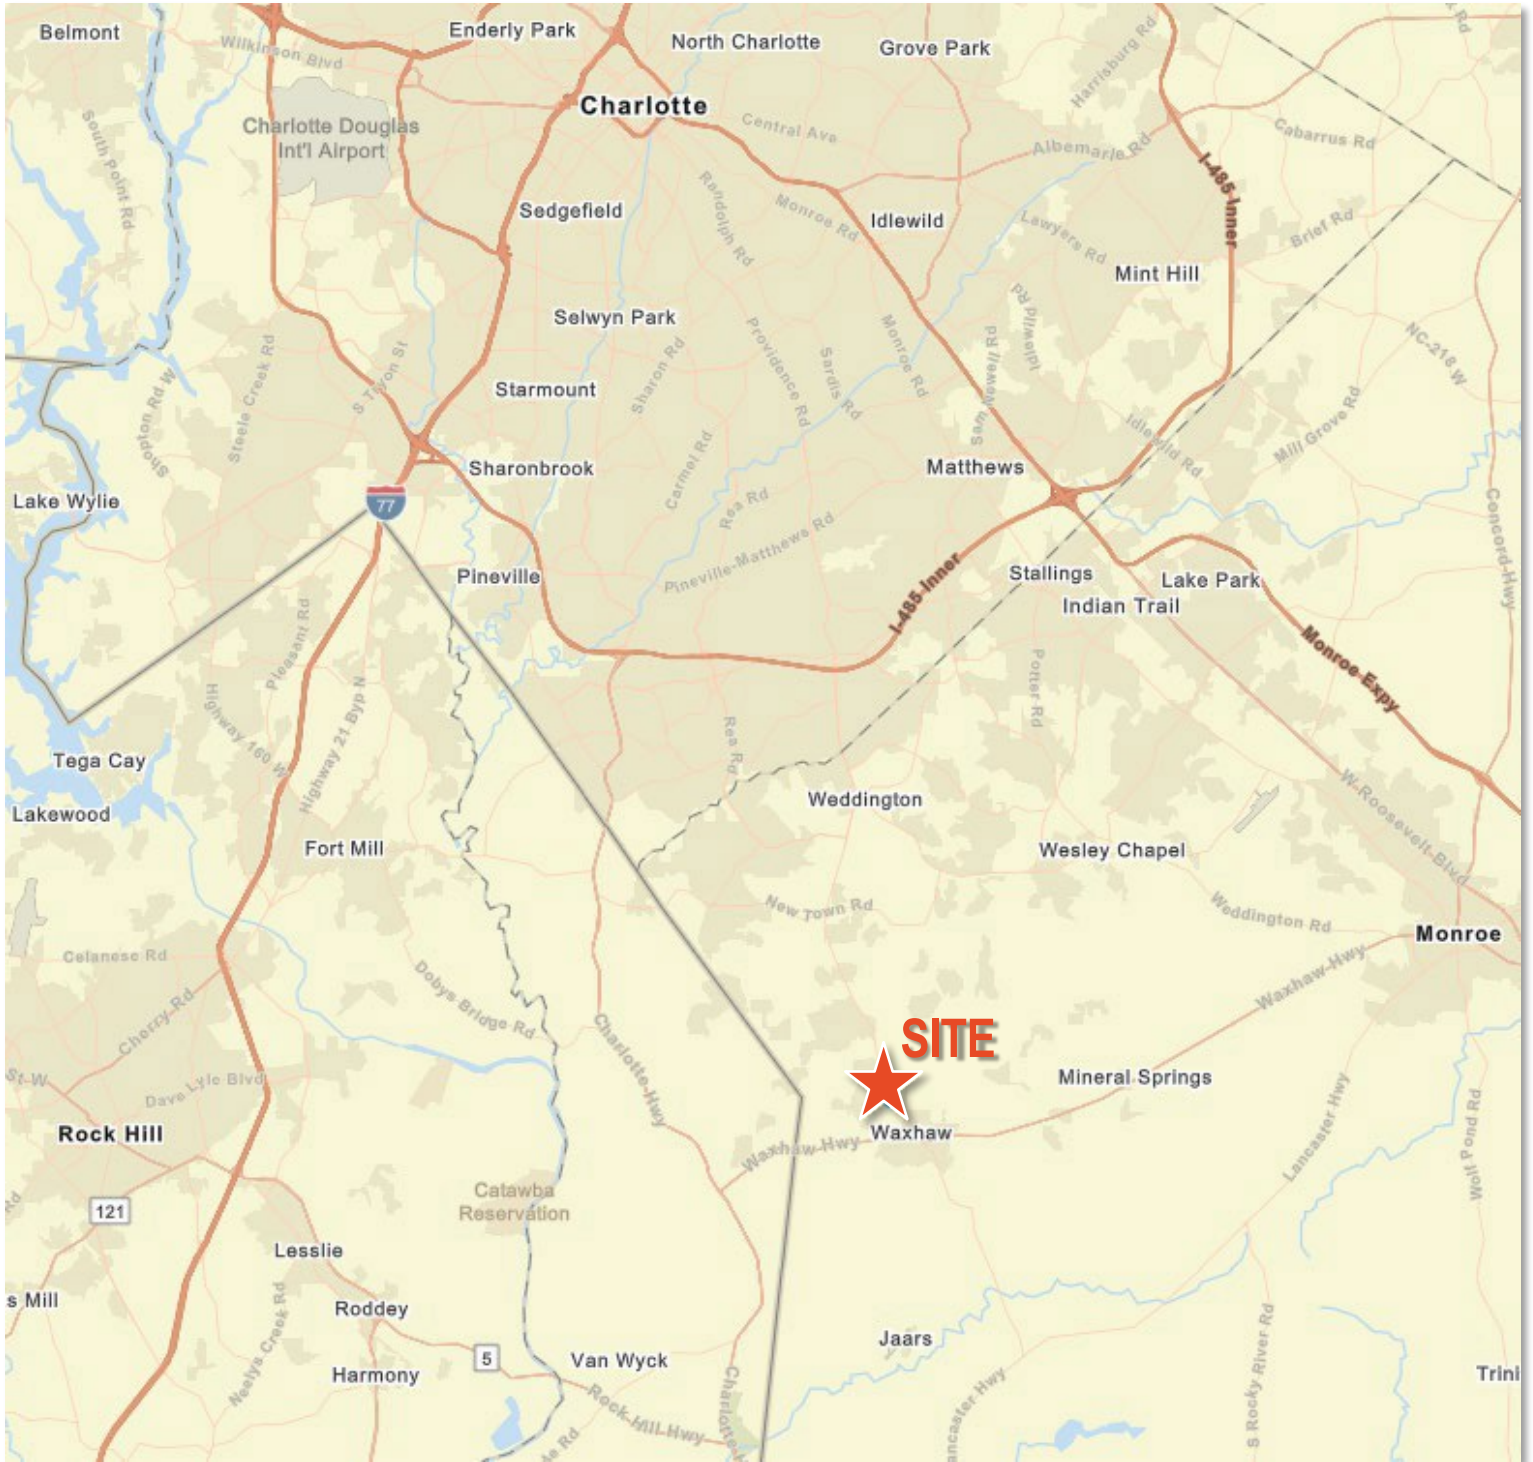 Belmont
Enderly Park
North Charlotte
Grove Park
Harrisburg Rd
Wilkinson Blvd
Charlotte
Charlotte Douglas
Int'l Airport
Central Ave
Albemarle Rd
Cabarrus Rd
South Point Rd
I-485 Inner
Sedgefield
Randolph Rd
Monroe Rd
Idlewild
Lawyers Rd
Brief Rd
Mint Hill
Selwyn Park
Idlewild Rd
Sam Newell Rd
Monroe Rd
Providence Rd
Sardis Rd
Sharon Rd
NC-218 W
Steele Creek Rd
S Tryon St
Shopton Rd W
Starmount
Mill Grove Rd
Idlewild Rd
Carmel Rd
Sharonbrook
Matthews
Lake Wylie
77
Rea Rd
Concord-Hwy
Pineville-Matthews Rd
Pineville
I-485-Inner
Stallings
Lake Park
Indian Trail
Pleasant Rd
Monroe Expy
Potter Rd
Highway 160 W
Highway 21 Byp N
Rea Rd
Tega Cay
Lakewood
Weddington
W-Roosevelt-Blvd
Fort Mill
Wesley Chapel
New Town Rd
Weddington Rd
Monroe
Celanese Rd
Dobys Bridge Rd
Waxhaw-Hwy
Cherry Rd
Charlotte-Hwy
SITE
St W
Dave Lyle Blvd
Mineral Springs
Lancaster Hwy
Wolf Pond Rd
Rock Hill
Waxhaw
Waxhaw-Hwy
Catawba
Reservation
Rd
121
Lesslie
s Mill
Roddey
Neelys Creek Rd
Jaars
S Rocky River Rd
5
Van Wyck
Harmony
Trini
Rock Hill Hwy
Charlotte-H
ancaster Hwy
de Rd
k Rd